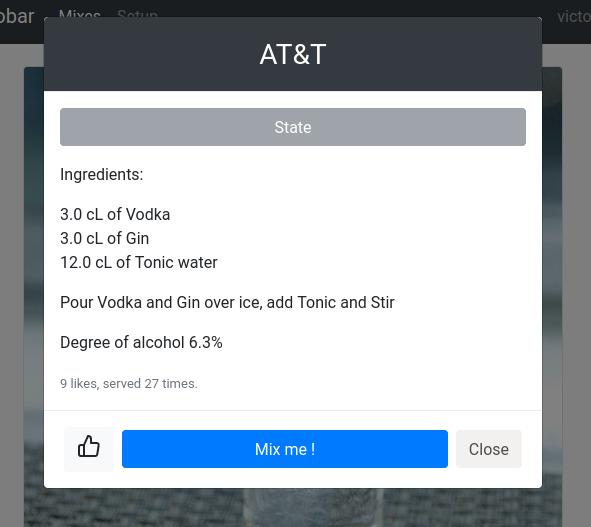 obar Mixes Setup victo
AT&T
State
Ingredients:
3.0 cL of Vodka
3.0 cL of Gin
12.0 cL of Tonic water
Pour Vodka and Gin over ice, add Tonic and Stir
Degree of alcohol 6.3%
9 likes, served 27 times.
Mix me !
Close